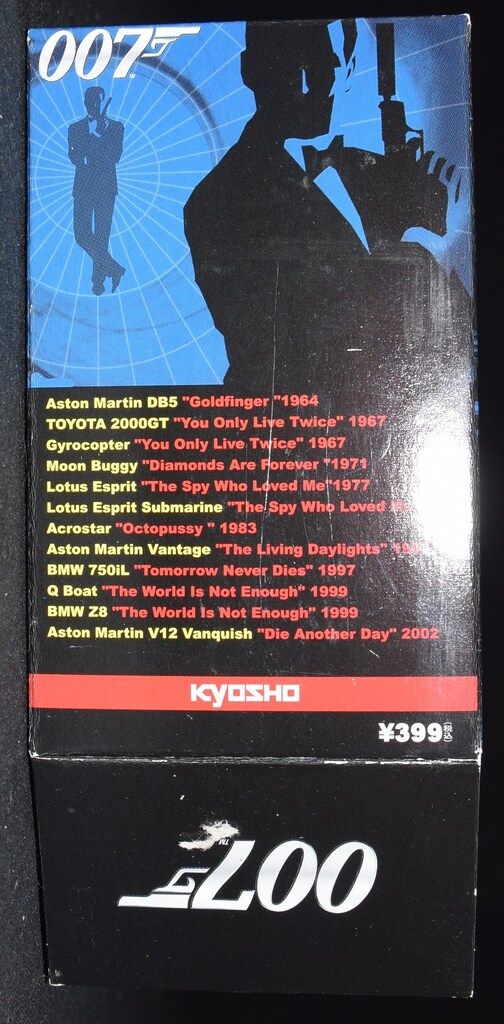 007
Aston Martin DB5 "Goldfinger "1964
TOYOTA 2000GT "You Only Live Twice" 1967
Gyrocopter "You Only Live Twice" 1967
Moon Buggy "Diamonds Are Forever "1971
Lotus Esprit "The Spy Who Loved Me"1977
Lotus Esprit Submarine "The Spy Who Loved
Acrostar "Octopussy " 1983
Aston Martin Vantage "The Living Daylights"
BMW 750iL "Tomorrow Never Dies" 1997
Q Boat "The World Is Not Enough" 1999
BMW Z8 "The World Is Not Enough" 1999
Aston Martin V12 Vanquish "Die Another Day" 2002
KYOSHO
¥399
007 TM